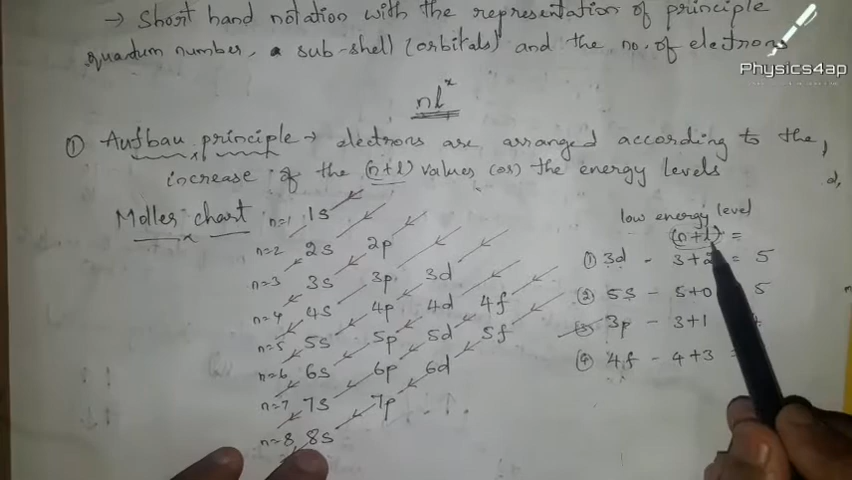 → Short hand notation with the representation of principle
quantum number, sub-shell (orbitals) and the no. of electrons
Physics4ap
nlˣ
① Aufbau principle → electrons are arranged according to the
increase of the (n+l) values (or) the energy levels
d,
Moller chart
low energy level
(n+l) =
n=1 1s
n=2 2s 2p
n=3 3s 3p 3d
n=4 4s 4p 4d 4f
n=5 5s 5p 5d 5f
n=6 6s 6p 6d
n=7 7s 7p
n=8 8s
① 3d - 3+2 = 5
② 5s - 5+0 5
③ 3p - 3+1
④ 4f - 4+3 =